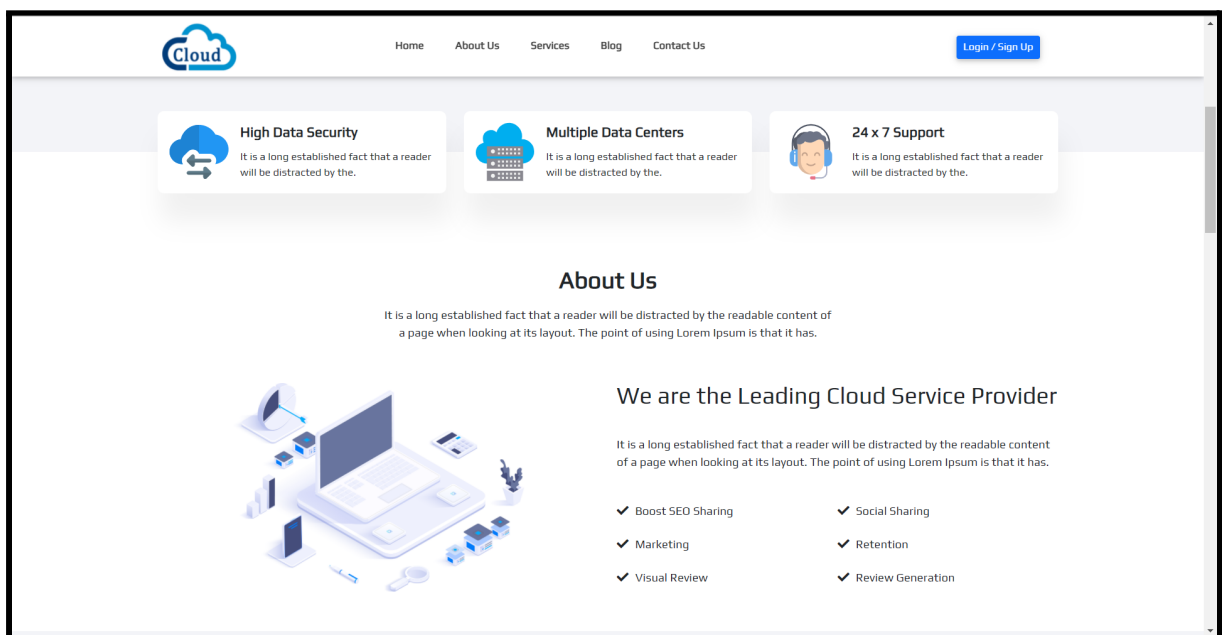 Cloud
Home About Us Services Blog Contact Us
Login / Sign Up
High Data Security
It is a long established fact that a reader
will be distracted by the.
Multiple Data Centers
It is a long established fact that a reader
will be distracted by the.
24 x 7 Support
It is a long established fact that a reader
will be distracted by the.
About Us
It is a long established fact that a reader will be distracted by the readable content of
a page when looking at its layout. The point of using Lorem Ipsum is that it has.
We are the Leading Cloud Service Provider
It is a long established fact that a reader will be distracted by the readable content
of a page when looking at its layout. The point of using Lorem Ipsum is that it has.
Boost SEO Sharing
Social Sharing
Marketing
Retention
Visual Review
Review Generation